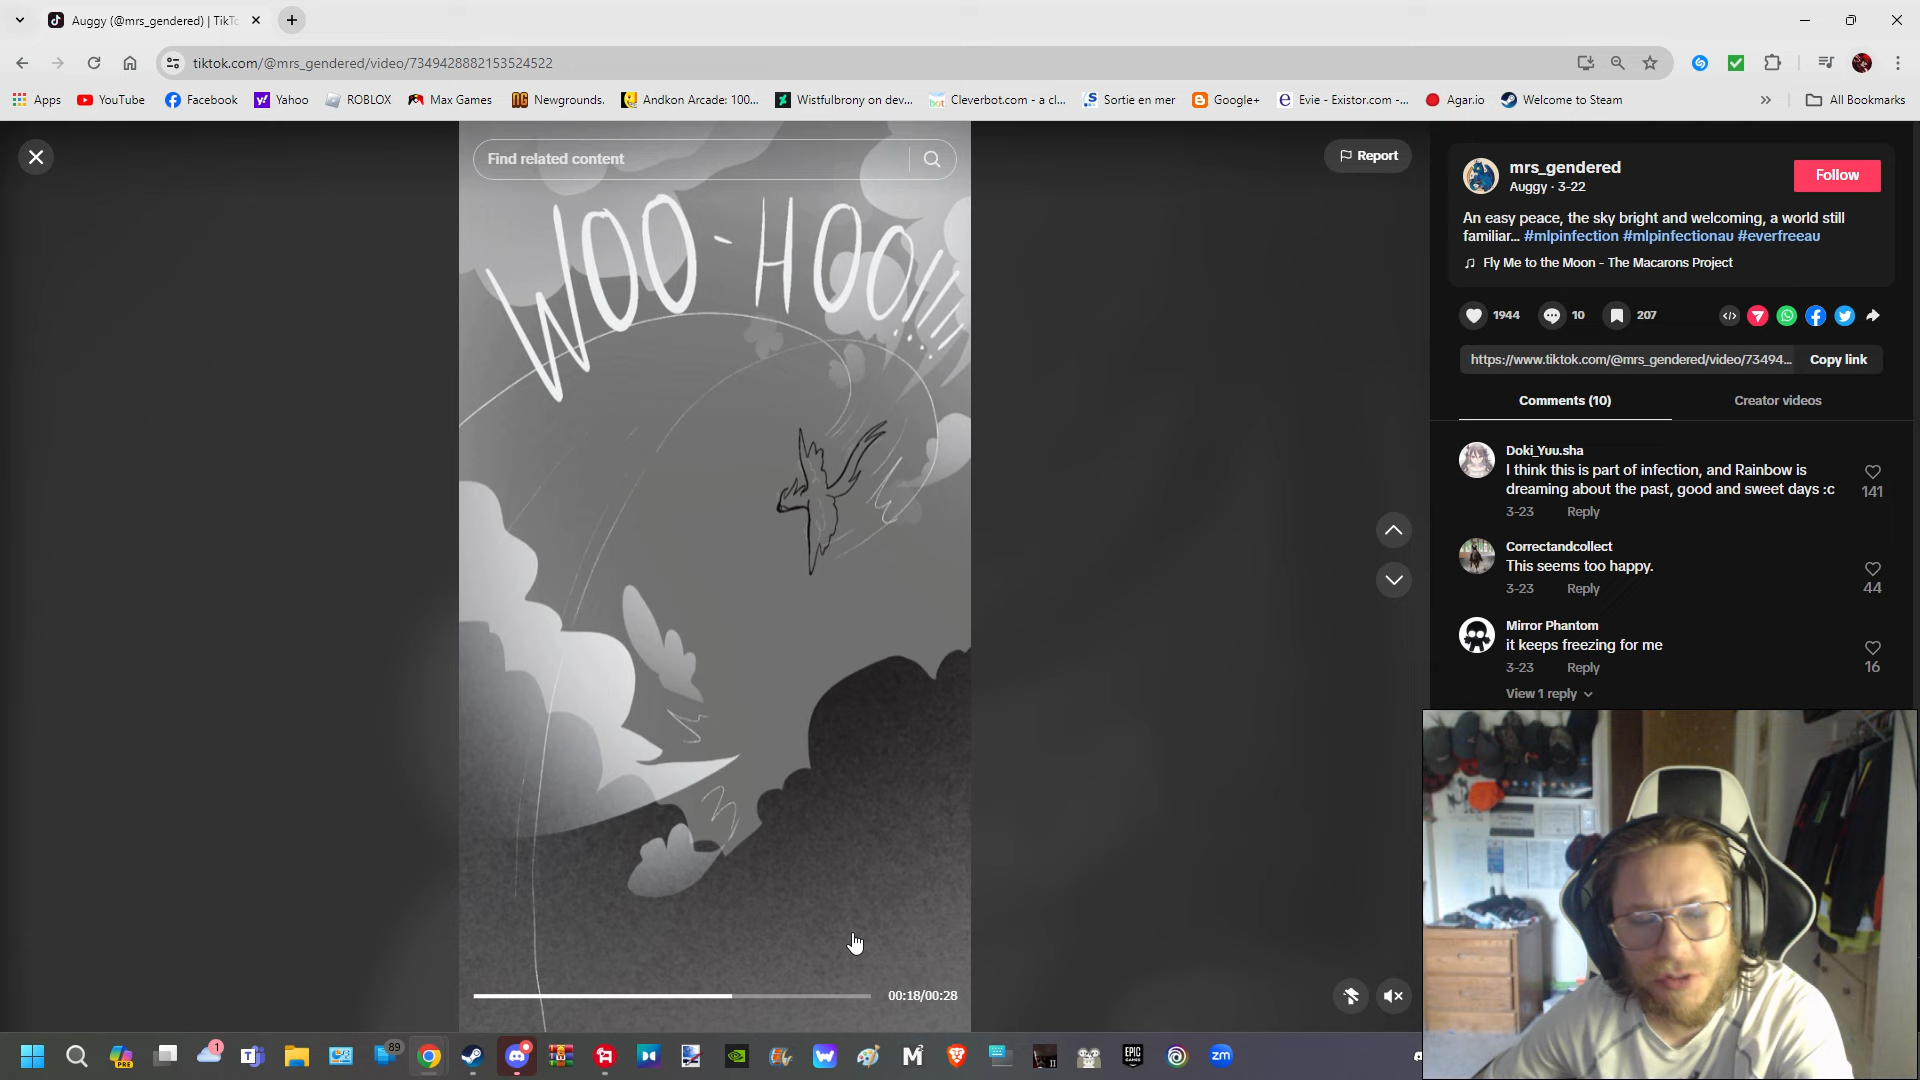 Auggy (@mrs_gendered) | TikTo
tiktok.com/@mrs_gendered/video/7349428882153524522
Apps
YouTube
Facebook
Yahoo
ROBLOX
Max Games
Newgrounds.
Andkon Arcade: 100...
Wistfulbrony on dev...
Cleverbot.com - a cl...
Sortie en mer
Google+
Evie - Existor.com -...
Agar.io
Welcome to Steam
All Bookmarks
Find related content
Report
WOO-HOO!!!!
00:18/00:28
mrs_gendered
Auggy · 3-22
Follow
An easy peace, the sky bright and welcoming, a world still
familiar... #mlpinfection #mlpinfectionau #everfreeau
Fly Me to the Moon - The Macarons Project
1944
10
207
https://www.tiktok.com/@mrs_gendered/video/73494...
Copy link
Comments (10)
Creator videos
Doki_Yuu.sha
I think this is part of infection, and Rainbow is
dreaming about the past, good and sweet days :c
141
3-23
Reply
Correctandcollect
This seems too happy.
3-23
Reply
44
Mirror Phantom
it keeps freezing for me
3-23
Reply
16
View 1 reply
PRE
1
89
EPIC
GAMES
zm